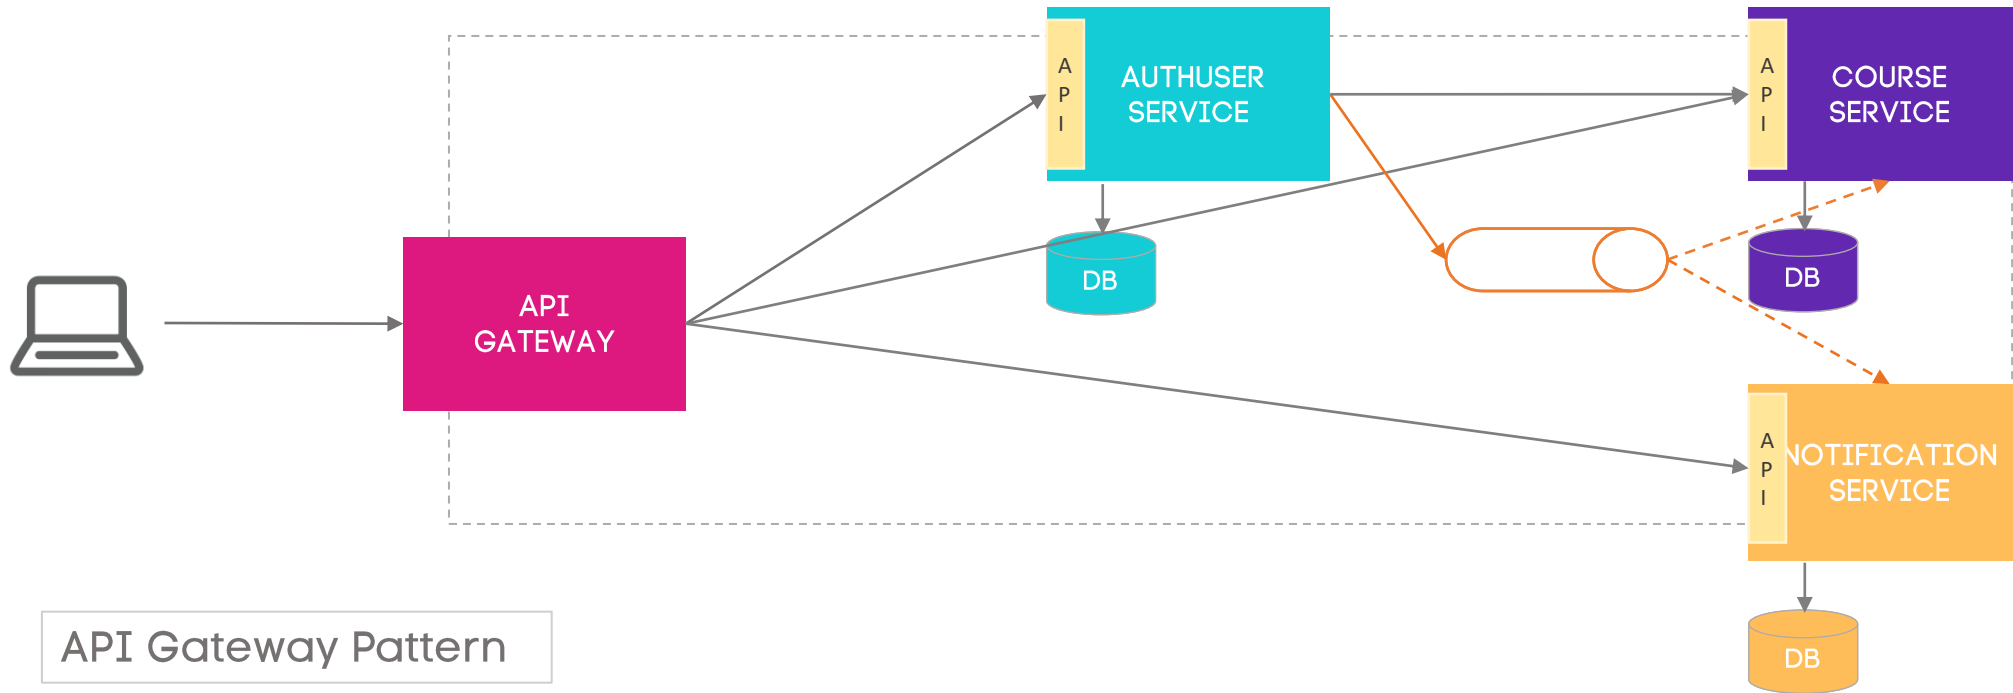 A
P
I
AUTHUSER
SERVICE
A
P
I
COURSE
SERVICE
DB
DB
API
GATEWAY
A
P
I
NOTIFICATION
SERVICE
DB
API Gateway Pattern